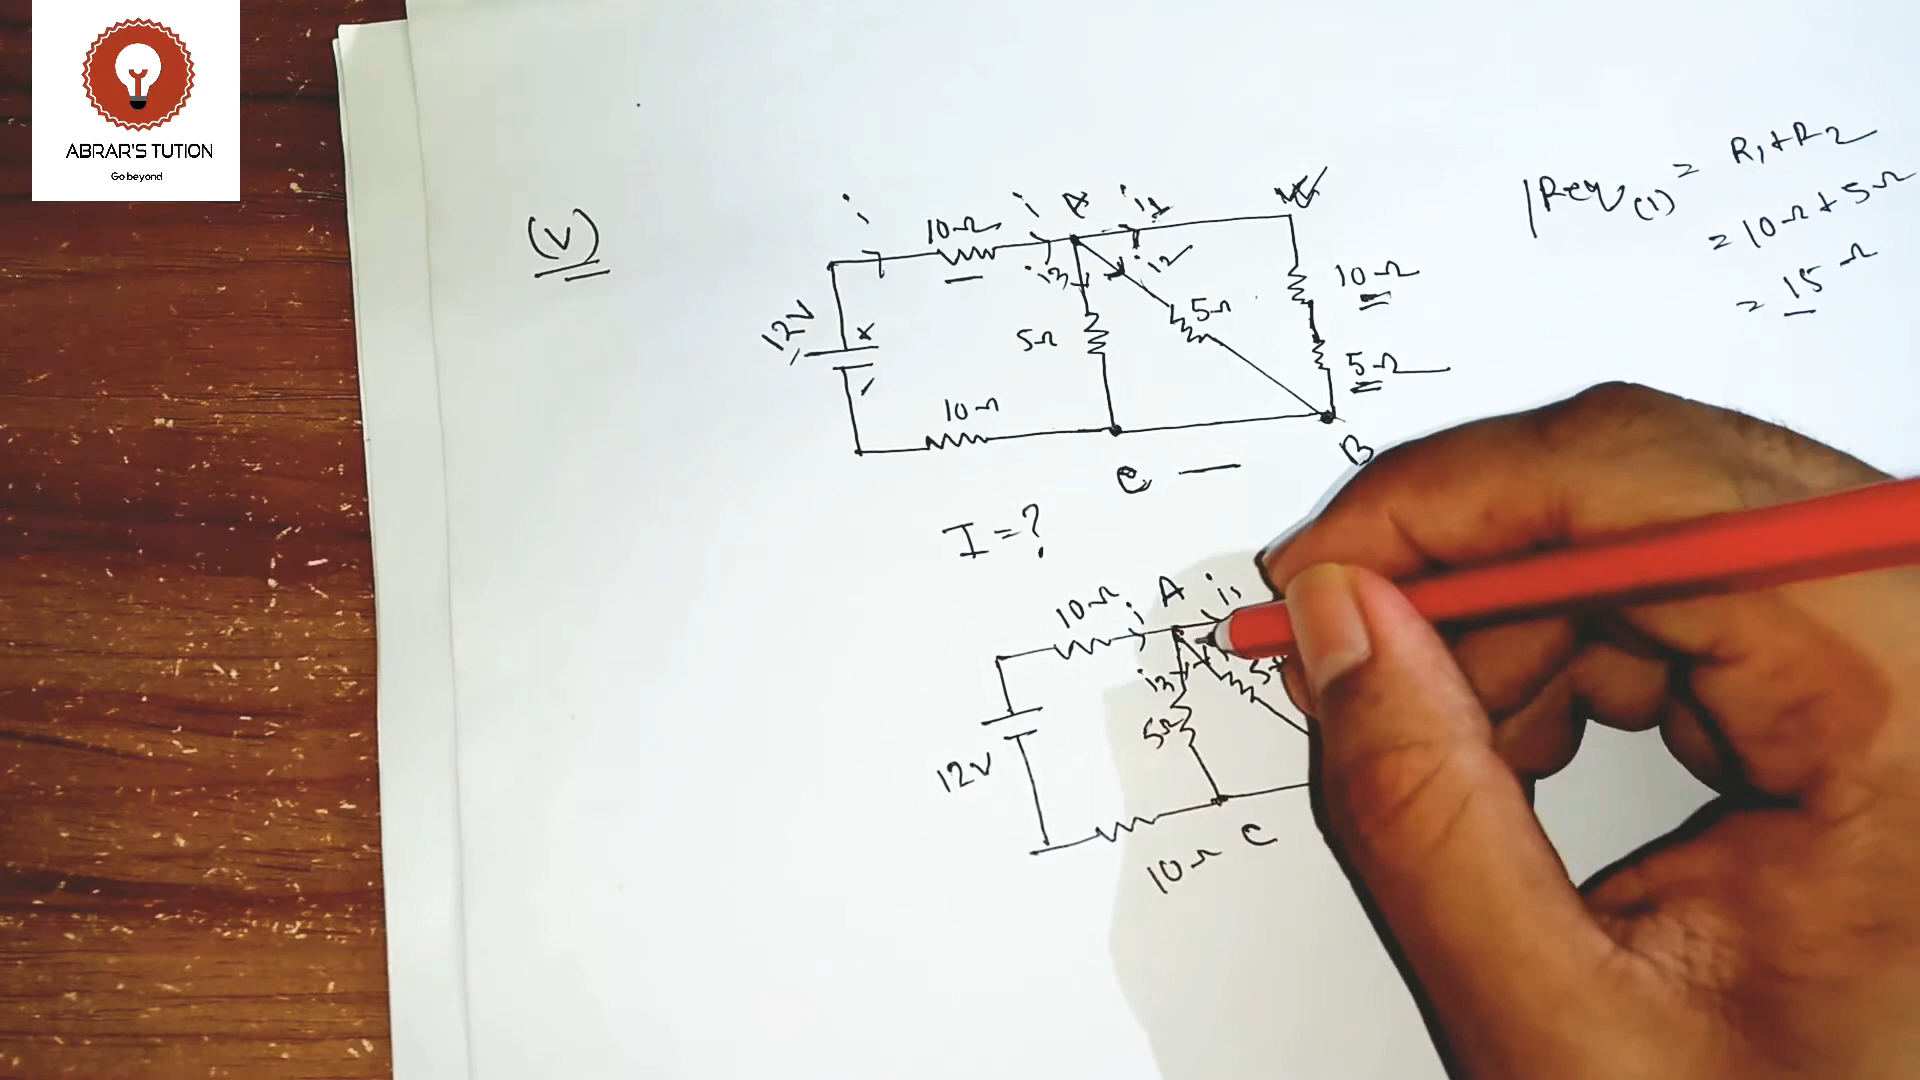 ABRAR'S TUTION
Go beyond
(V)
i
10Ω
i
A
i1
i2
i3
12V
+
-
5Ω
5Ω
10Ω
5Ω
10Ω
C
B
Req(1) = R1+R2
= 10Ω+5Ω
= 15Ω
I=?
10Ω
i
A
i1
i3
5Ω
12V
10Ω
C